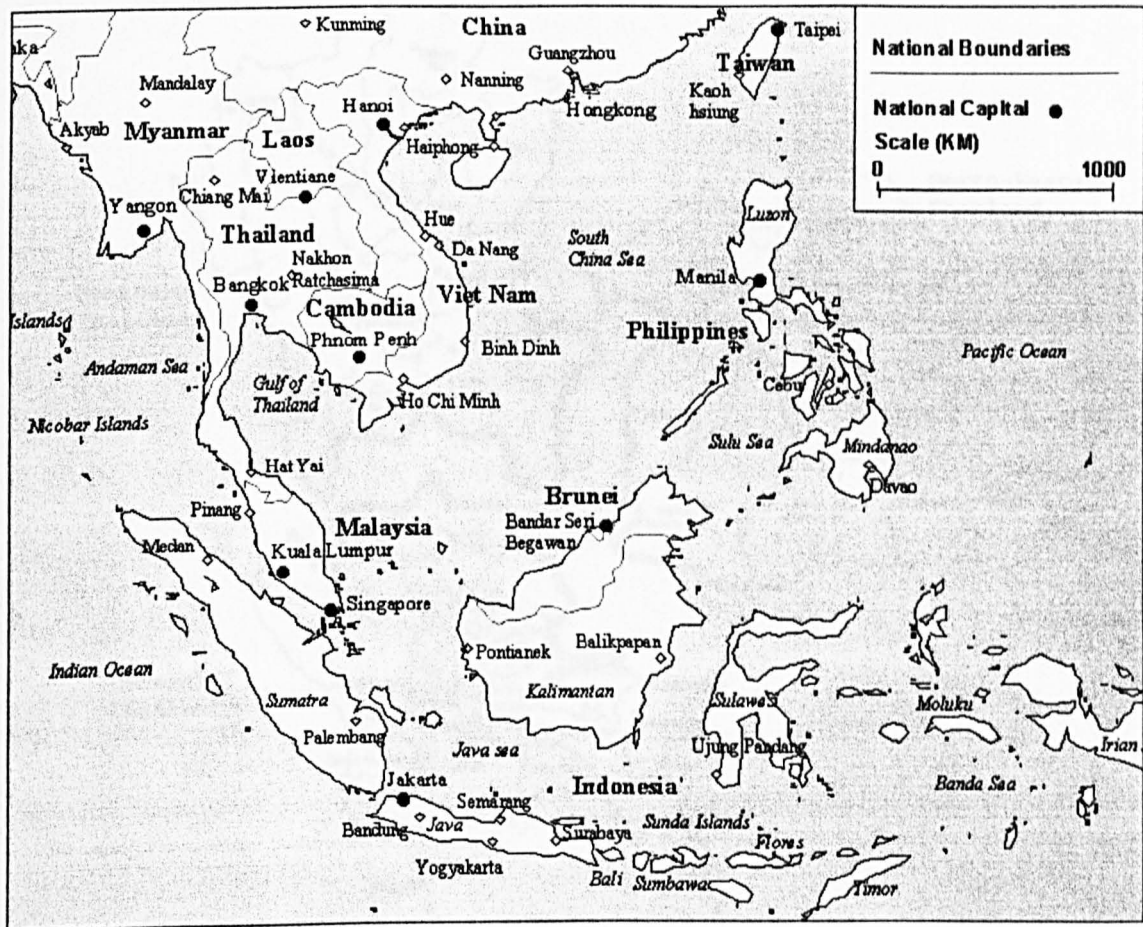 Kunming
China
Taipei
National Boundaries
aka
Guangzhou
Taiwan
Mandalay
Nanning
Kaoh
hsiung
Hanoi
Hongkong
National Capital
Akyab
Myanmar
Laos
Haiphong
Scale (KM)
0
1000
Vientiane
Chiang Mai
Yangon
Luzon
Hue
Thailand
South
China Sea
Da Nang
Nakhon
Ratchasima
Manila
Bangkok
Viet Nam
Cambodia
Islands
Philippines
Phnom Penh
Binh Dinh
Pacific Ocean
Andaman Sea
Gulf of
Thailand
Cebu
Ho Chi Minh
Nicobar Islands
Sulu Sea
Mindanao
Hat Yai
Davao
Brunei
Pinang
Malaysia
Bandar Seri
Begawan
Medan
Kuala Lumpur
Singapore
Balikpapan
Pontianek
Indian Ocean
Kalimantan
Sumatra
Sulawesi
Moluku
Palembang
Java sea
Ujung Pandang
Irian
Jakarta
Indonesia
Banda Sea
Semarang
Bandung
Java
Surabaya
Sunda Islands
Flores
Yogyakarta
Bali
Sumbawa
Timor